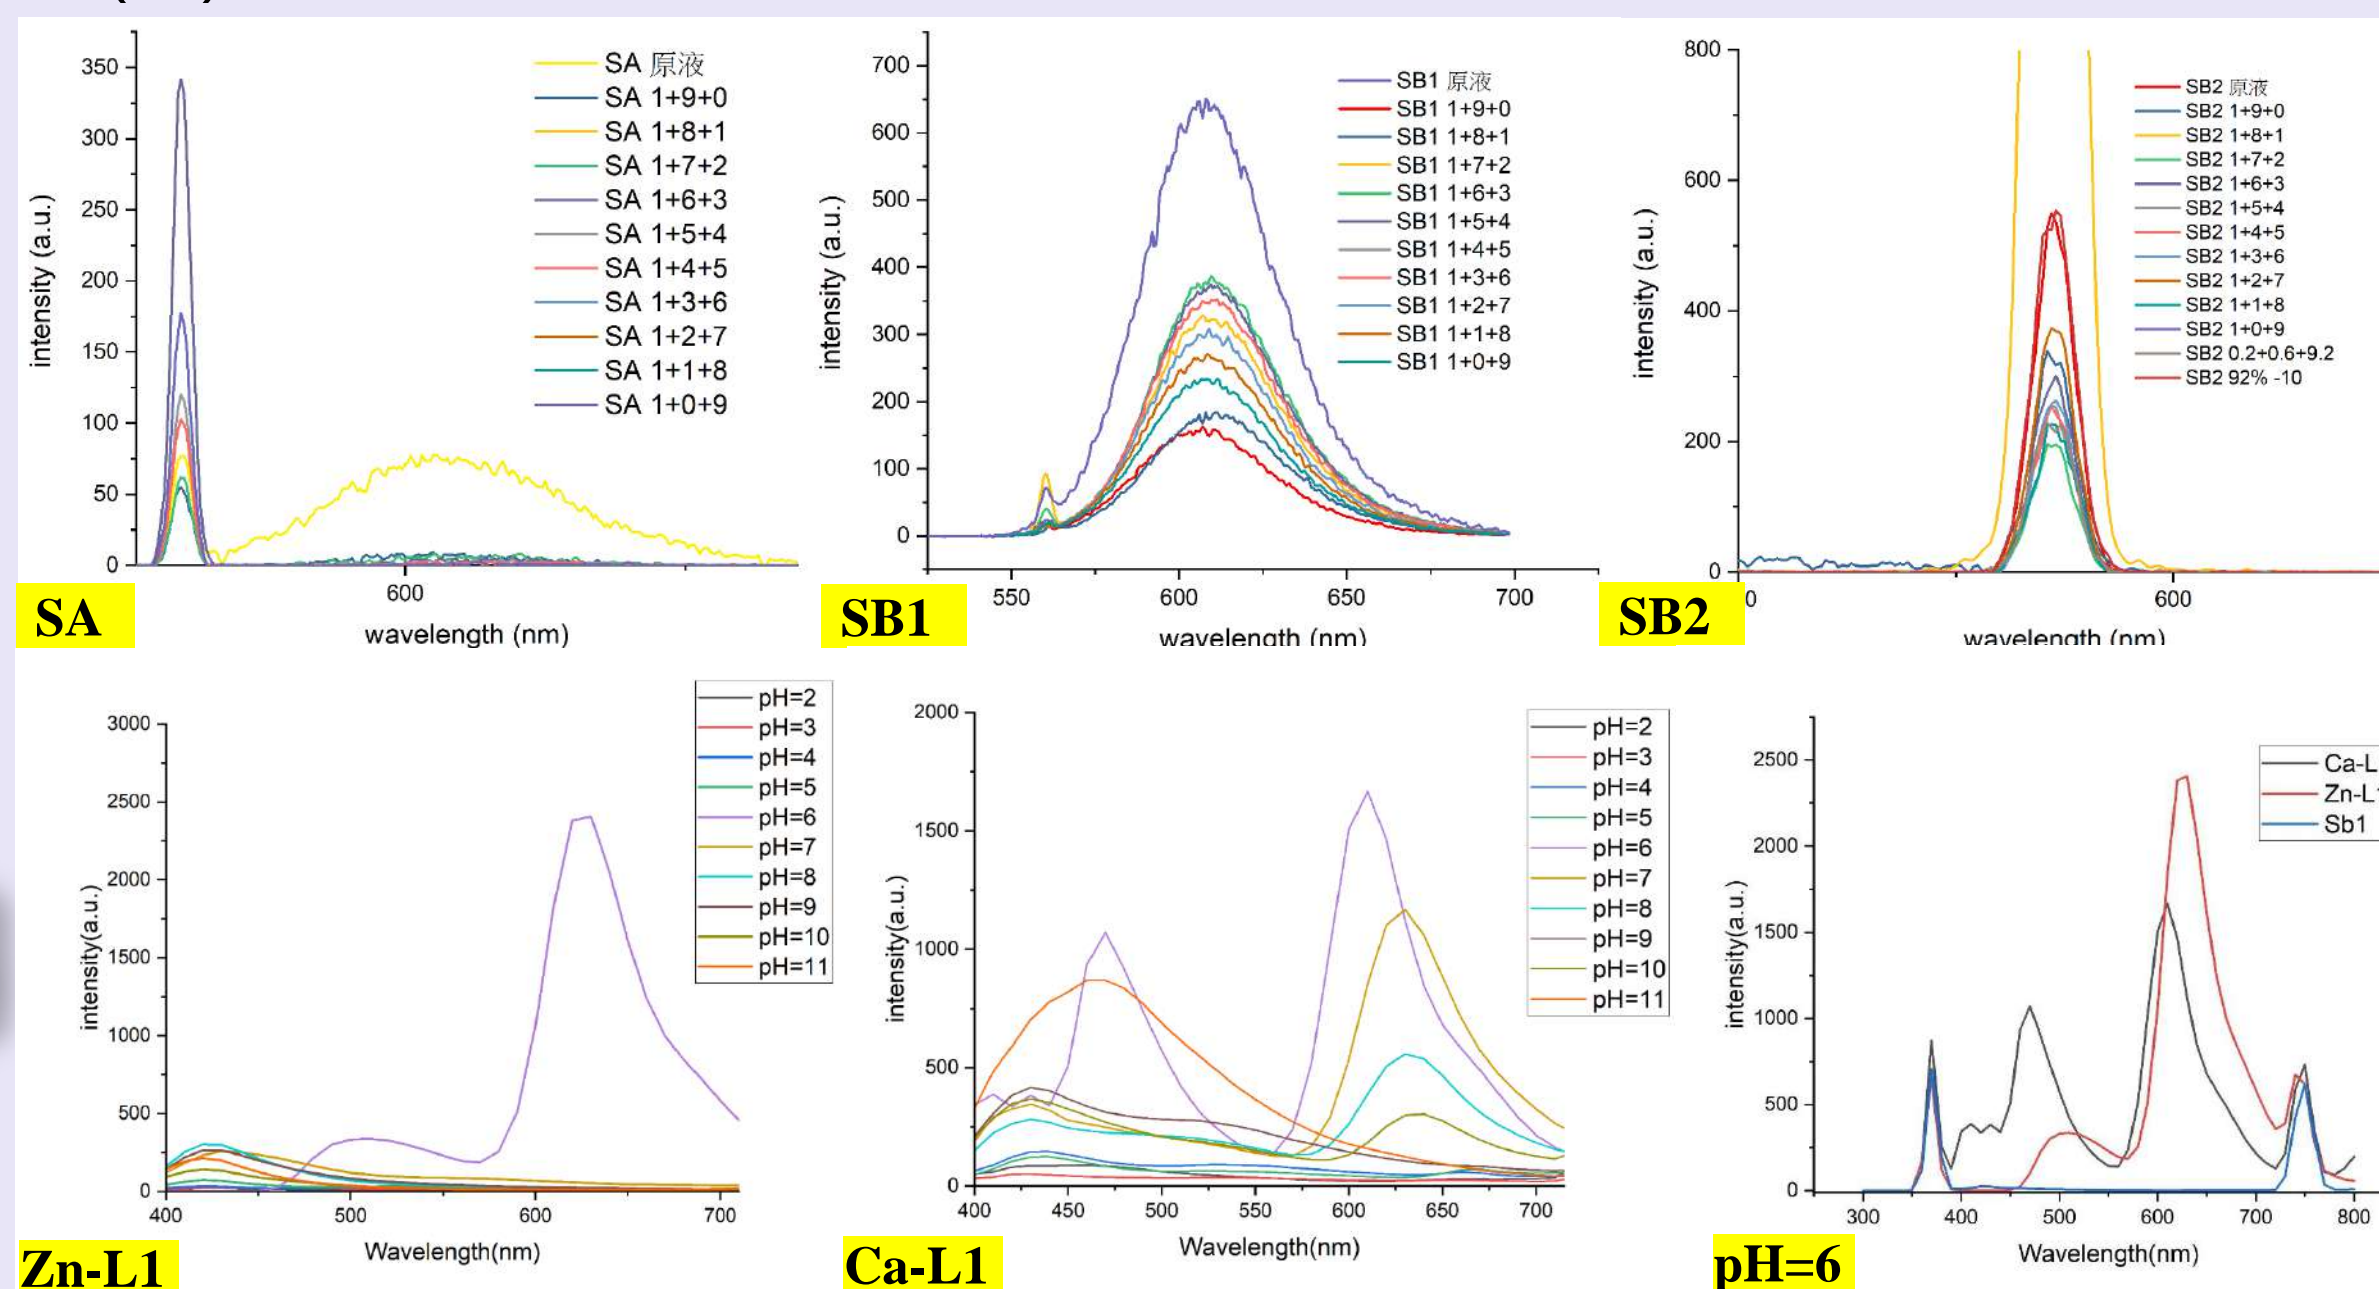 350
300
250
200
150
100
50
0
intensity (a.u.)
SA 原液
SA 1+9+0
SA 1+8+1
SA 1+7+2
SA 1+6+3
SA 1+5+4
SA 1+4+5
SA 1+3+6
SA 1+2+7
SA 1+1+8
SA 1+0+9
600
wavelength (nm)
SA
700
600
500
400
300
200
100
0
intensity (a.u.)
SB1 原液
SB1 1+9+0
SB1 1+8+1
SB1 1+7+2
SB1 1+6+3
SB1 1+5+4
SB1 1+4+5
SB1 1+3+6
SB1 1+2+7
SB1 1+1+8
SB1 1+0+9
550 600 650 700
wavelength (nm)
SB1
800
600
400
200
0
intensity (a.u.)
SB2 原液
SB2 1+9+0
SB2 1+8+1
SB2 1+7+2
SB2 1+6+3
SB2 1+5+4
SB2 1+4+5
SB2 1+3+6
SB2 1+2+7
SB2 1+1+8
SB2 1+0+9
SB2 0.2+0.6+9.2
SB2 92% -10
0 600
wavelength (nm)
SB2
3000
2500
2000
1500
1000
500
0
intensity(a.u.)
pH=2
pH=3
pH=4
pH=5
pH=6
pH=7
pH=8
pH=9
pH=10
pH=11
400 500 600 700
Wavelength(nm)
Zn-L1
2000
1500
1000
500
0
intensity(a.u.)
pH=2
pH=3
pH=4
pH=5
pH=6
pH=7
pH=8
pH=9
pH=10
pH=11
400 450 500 550 600 650 700
Wavelength(nm)
Ca-L1
2500
2000
1500
1000
500
0
intensity(a.u.)
Ca-L
Zn-L1
Sb1
300 400 500 600 700 800
Wavelength(nm)
pH=6